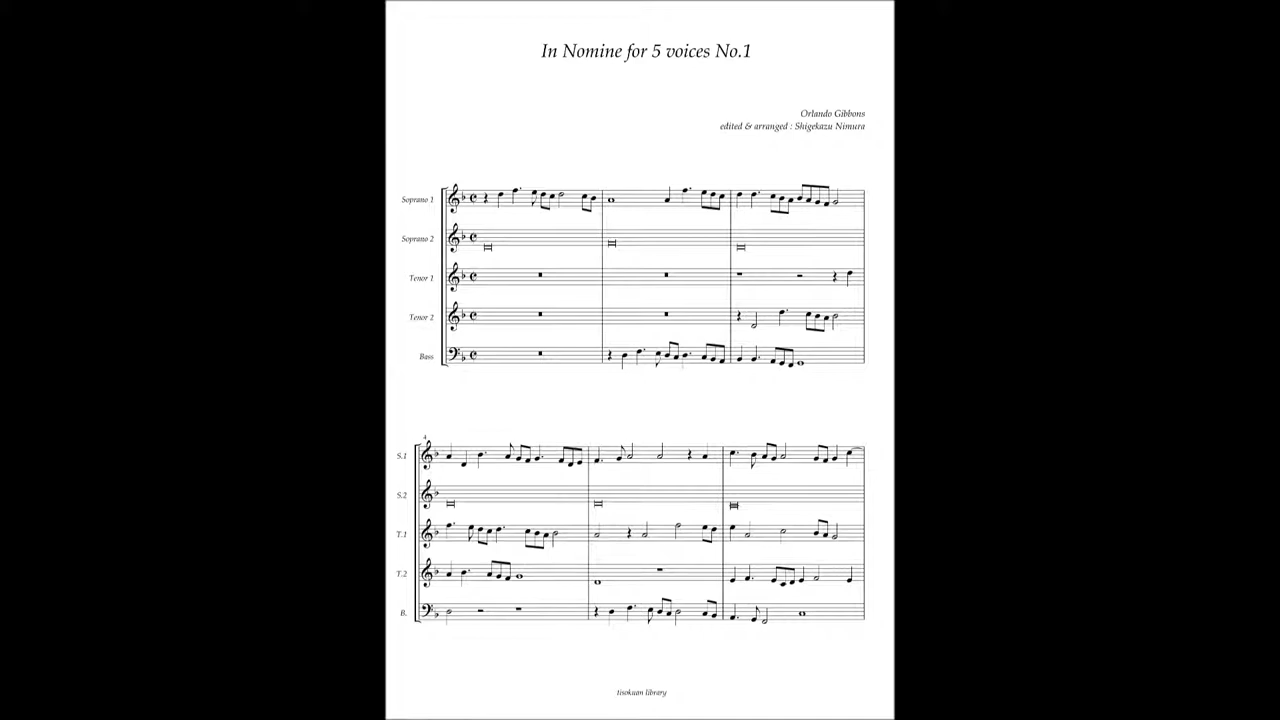 In Nomine for 5 voices No.1
Orlando Gibbons
edited & arranged : Shigekazu Nimura
Soprano 1
Soprano 2
Tenor 1
Tenor 2
Bass
4
S.1
S.2
T.1
T.2
B.
tisokuan library